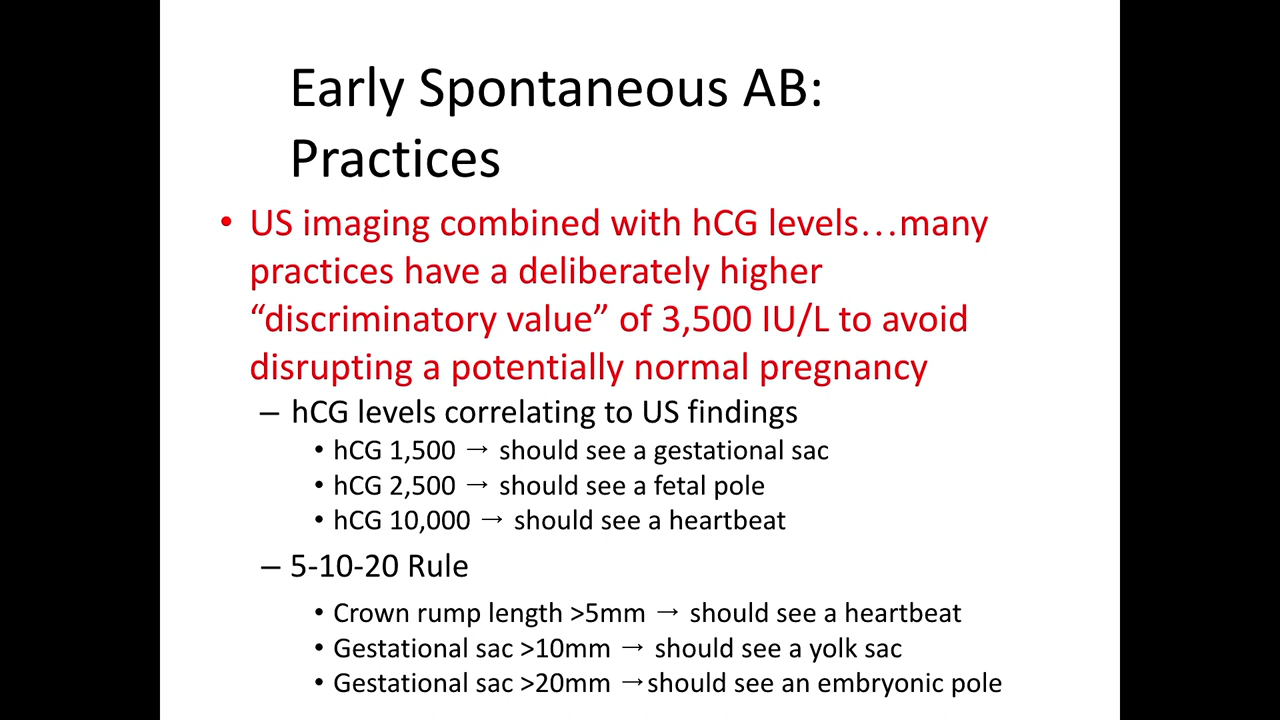 Early Spontaneous AB:
Practices
• US imaging combined with hCG levels…many
practices have a deliberately higher
“discriminatory value” of 3,500 IU/L to avoid
disrupting a potentially normal pregnancy
– hCG levels correlating to US findings
• hCG 1,500 → should see a gestational sac
• hCG 2,500 → should see a fetal pole
• hCG 10,000 → should see a heartbeat
– 5-10-20 Rule
• Crown rump length >5mm → should see a heartbeat
• Gestational sac >10mm → should see a yolk sac
• Gestational sac >20mm →should see an embryonic pole